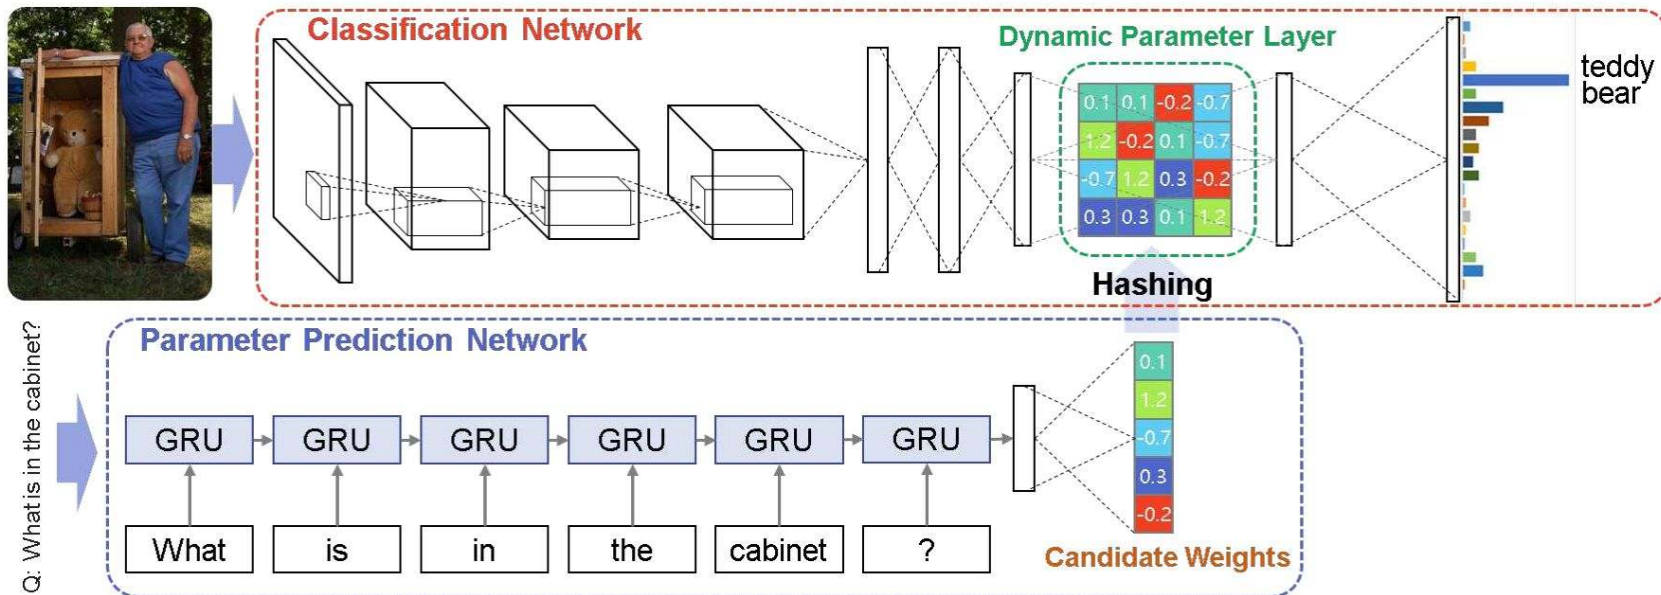 Classification Network
Dynamic Parameter Layer
teddy
bear
0.1 0.1 -0.2 -0.7
1.2 -0.2 0.1 -0.7
-0.7 1.2 0.3 -0.2
0.3 0.3 0.1 1.2
Hashing
Q: What is in the cabinet?
Parameter Prediction Network
0.1
1.2
-0.7
0.3
-0.2
GRU GRU GRU GRU GRU GRU
What is in the cabinet ?
Candidate Weights